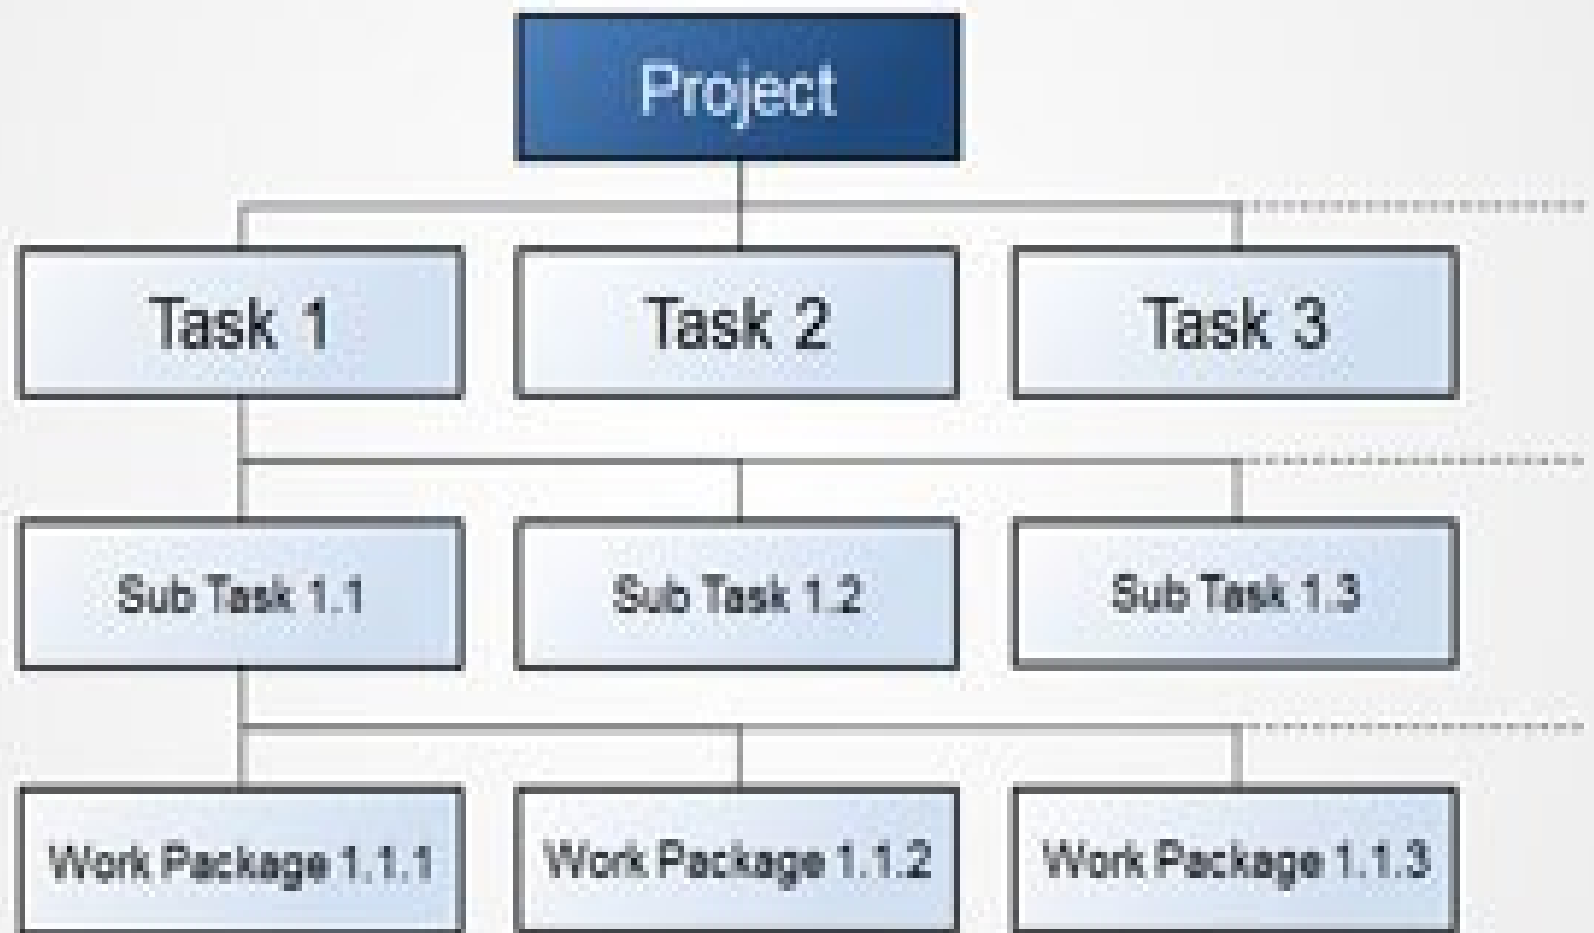 Project
Task 1
Task 2
Task 3
Sub Task 1.1
Sub Task 1.2
Sub Task 1.3
Work Package 1.1.1
Work Package 1.1.2
Work Package 1.1.3